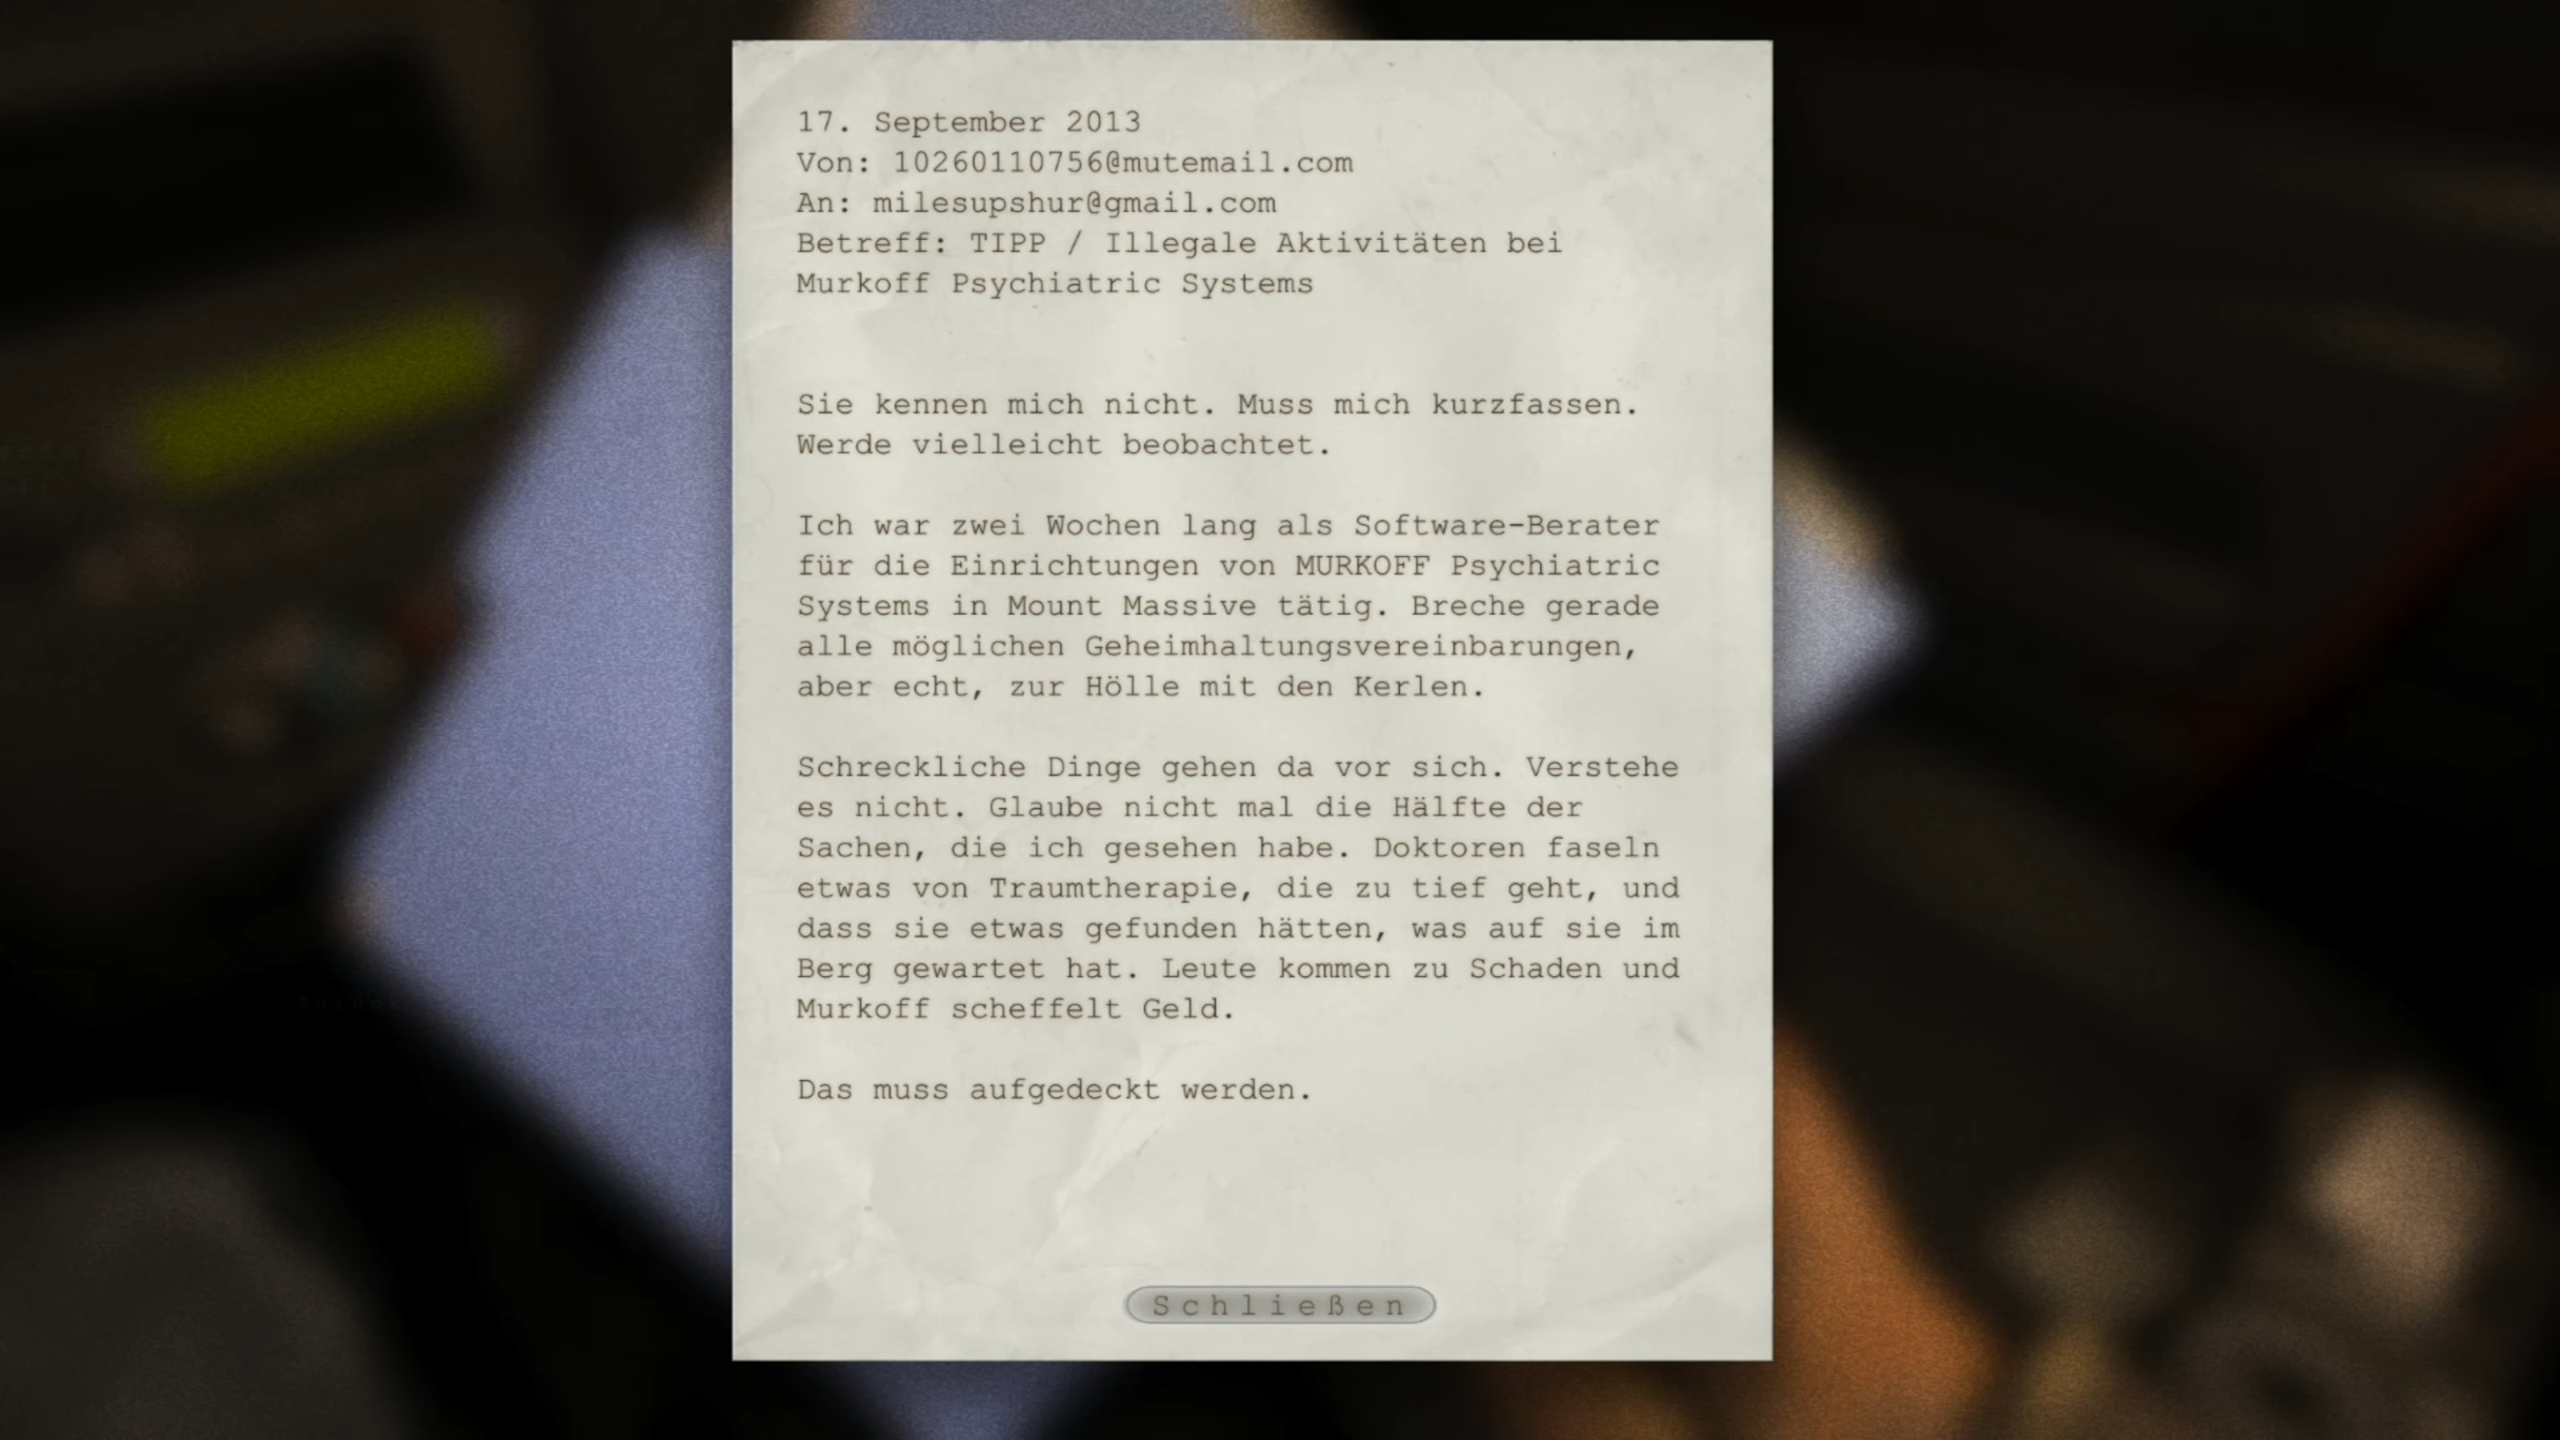 17. September 2013
Von: 10260110756@mutemail.com
An: milesupshur@gmail.com
Betreff: TIPP / Illegale Aktivitäten bei
Murkoff Psychiatric Systems
Sie kennen mich nicht. Muss mich kurzfassen.
Werde vielleicht beobachtet.
Ich war zwei Wochen lang als Software-Berater
für die Einrichtungen von MURKOFF Psychiatric
Systems in Mount Massive tätig. Breche gerade
alle möglichen Geheimhaltungsvereinbarungen,
aber echt, zur Hölle mit den Kerlen.
Schreckliche Dinge gehen da vor sich. Verstehe
es nicht. Glaube nicht mal die Hälfte der
Sachen, die ich gesehen habe. Doktoren faseln
etwas von Traumtherapie, die zu tief geht, und
dass sie etwas gefunden hätten, was auf sie im
Berg gewartet hat. Leute kommen zu Schaden und
Murkoff scheffelt Geld.
Das muss aufgedeckt werden.
Schließen